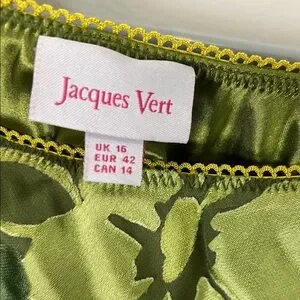 Jacques Vert
UK 16
EUR 42
CAN 14